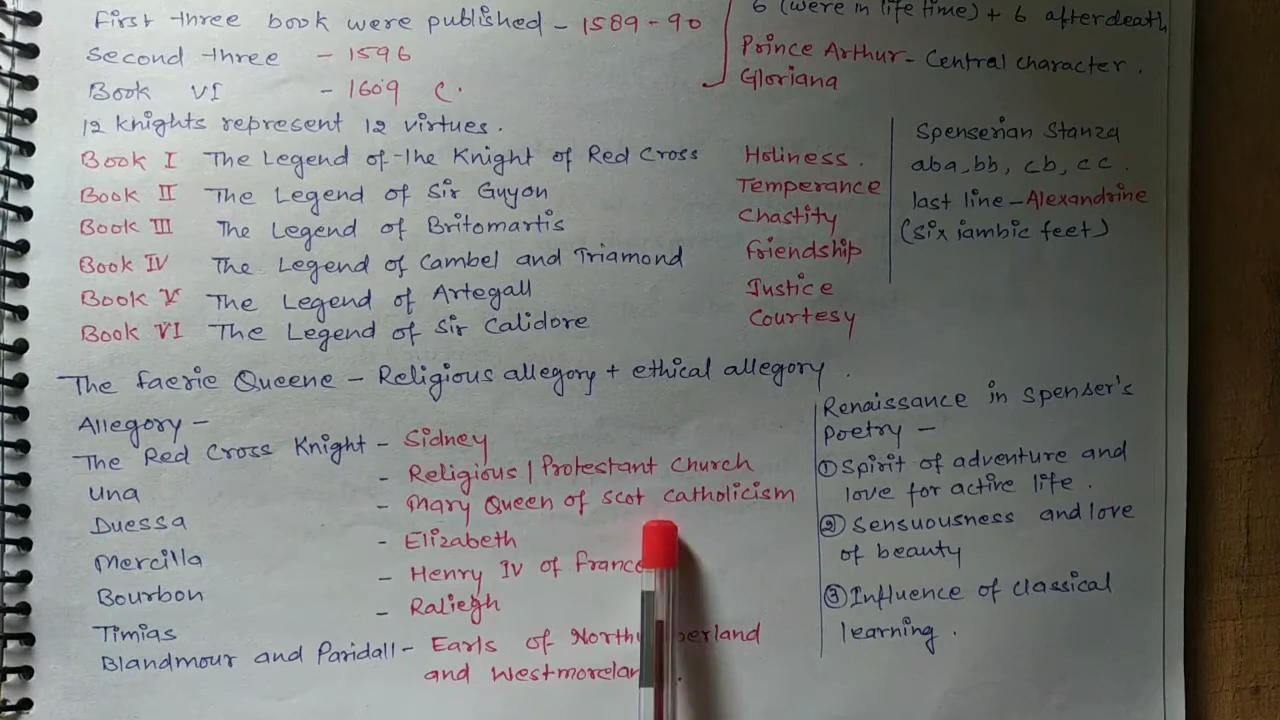 First three book were published - 1589-90
Second three - 1596
Book VI - 1609 C.
6 (were in life time) + 6 after death,
Prince Arthur - Central character.
Gloriana
12 Knights represent 12 virtues.
Book I The Legend of the Knight of Red Cross Holiness.
Book II The Legend of Sir Guyon Temperance
Book III The Legend of Britomartis Chastity
Book IV The Legend of Cambel and Triamond friendship
Book V The Legend of Artegall Justice
Book VI The Legend of Sir Calidore Courtesy
Spenserian Stanza
aba, bb, cb, cc.
last line - Alexandrine
(six iambic feet)
The Faerie Queene - Religious allegory + ethical allegory.
Allegory -
The Red Cross Knight - Sidney
Una - Religious / Protestant Church
Duessa - Mary Queen of Scot Catholicism
Mercilla - Elizabeth
Bourbon - Henry IV of France
Timias - Raliegh
Blandmour and Paridall - Earls of Northumberland
and Westmorelan
Renaissance in Spenser's
Poetry -
① Spirit of adventure and
love for active life.
② Sensuousness and love
of beauty
③ Influence of classical
learning.